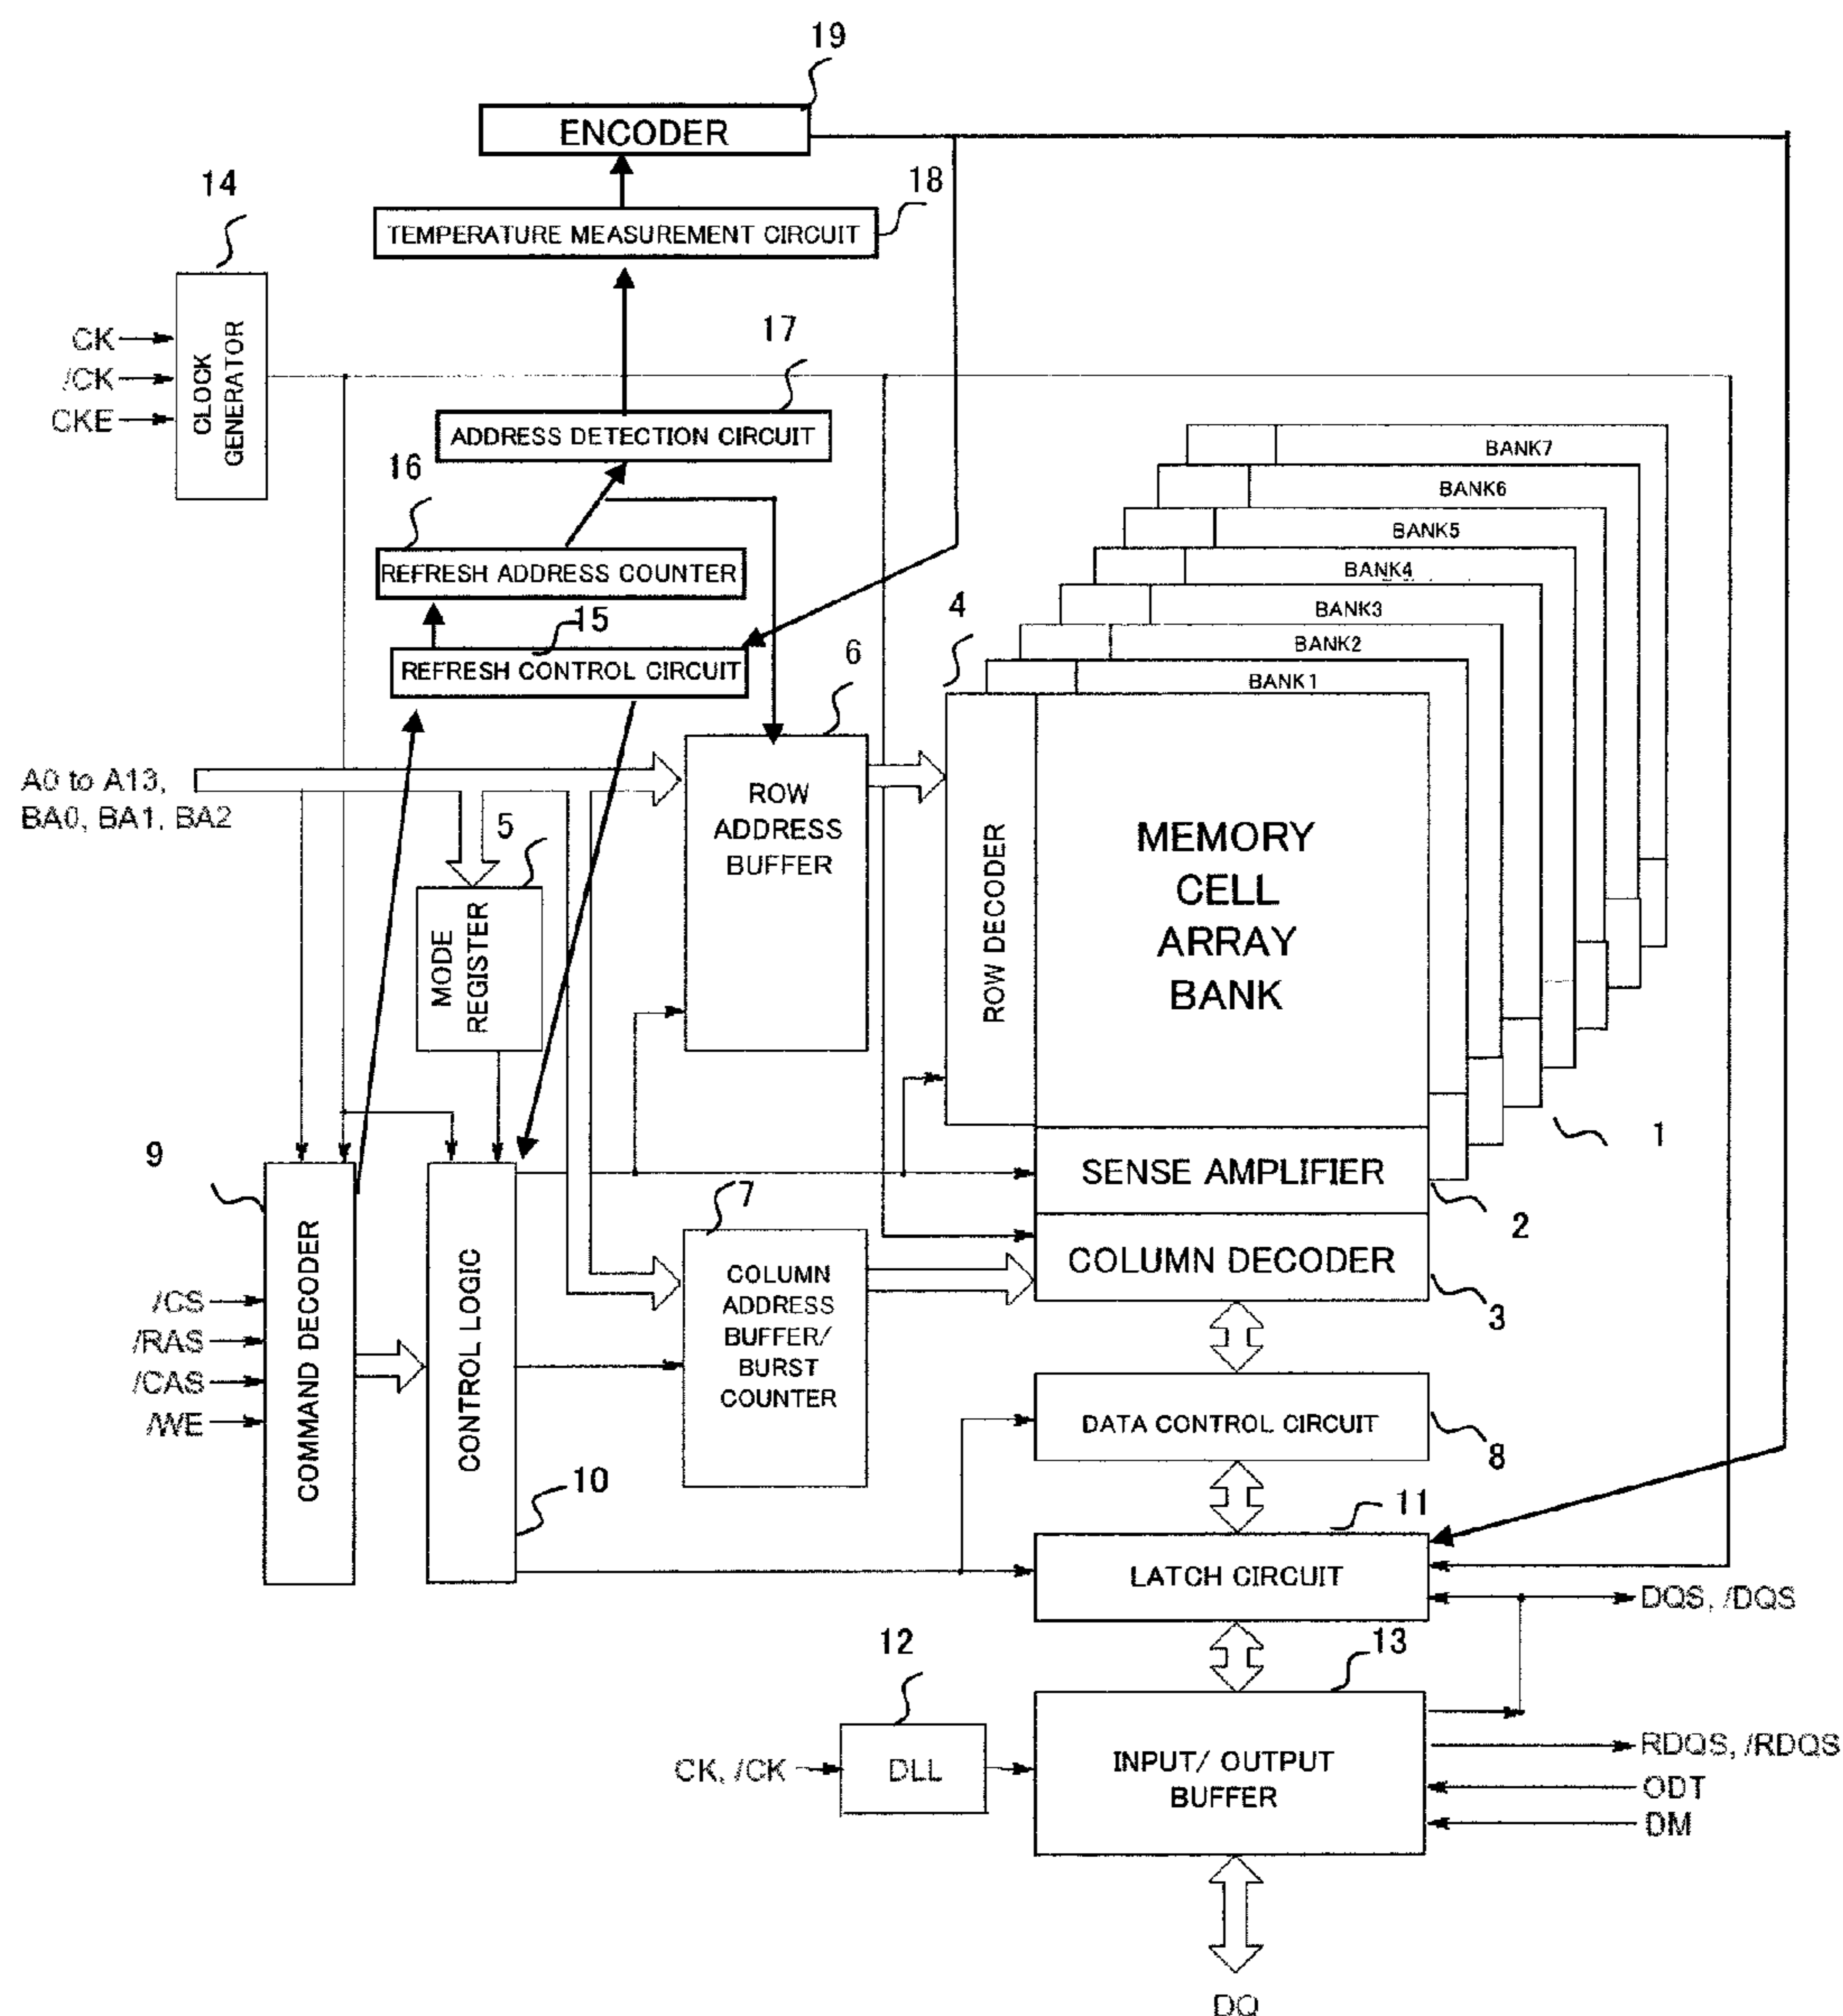 19
ENCODER
14
18
TEMPERATURE MEASUREMENT CIRCUIT
17
CK
/CK
CKE
CLOCK
GENERATOR
ADDRESS DETECTION CIRCUIT
16
BANK7
BANK6
BANK5
BANK4
BANK3
BANK2
BANK1
REFRESH ADDRESS COUNTER
15
4
REFRESH CONTROL CIRCUIT
6
A0 to A13,
BA0, BA1, BA2
ROW
ADDRESS
BUFFER
5
MODE
REGISTER
ROW DECODER
MEMORY
CELL
ARRAY
BANK
1
9
SENSE AMPLIFIER
2
7
COLUMN DECODER
3
/CS
/RAS
/CAS
/WE
COMMAND DECODER
CONTROL LOGIC
COLUMN
ADDRESS
BUFFER/
BURST
COUNTER
DATA CONTROL CIRCUIT
8
10
11
LATCH CIRCUIT
DQS, /DQS
12
13
CK, /CK
DLL
INPUT/ OUTPUT
BUFFER
RDQS, /RDQS
ODT
DM
DQ